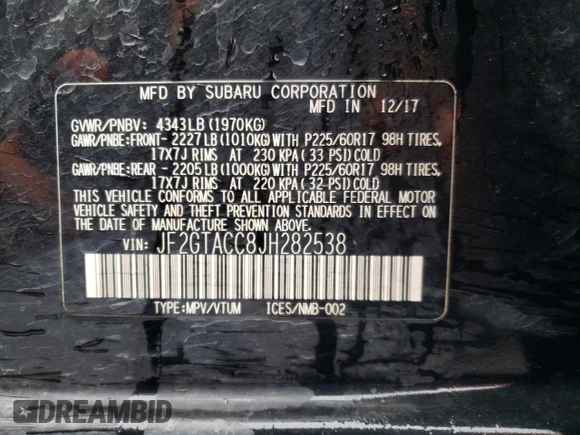 MFD BY SUBARU CORPORATION
MFD IN 12/17
GVWR/PNBV: 4343LB(1970KG)
GAWR/PNBE:FRONT- 2227LB(1010KG)WITH P225/60R17 98H TIRES,
17X7J RIMS AT 230 KPA(33 PSI)COLD
GAWR/PNBE:REAR - 2205LB(1000KG)WITH P225/60R17 98H TIRES,
17X7J RIMS AT 220 KPA(32 PSI)COLD
THIS VEHICLE CONFORMS TO ALL APPLICABLE FEDERAL MOTOR
VEHICLE SAFETY AND THEFT PREVENTION STANDARDS IN EFFECT ON
THE DATE OF MANUFACTURE SHOWN ABOVE.
VIN: JF2GTACC8JH282538
TYPE:MPV/VTUM ICES/NMB-002
DREAMBID